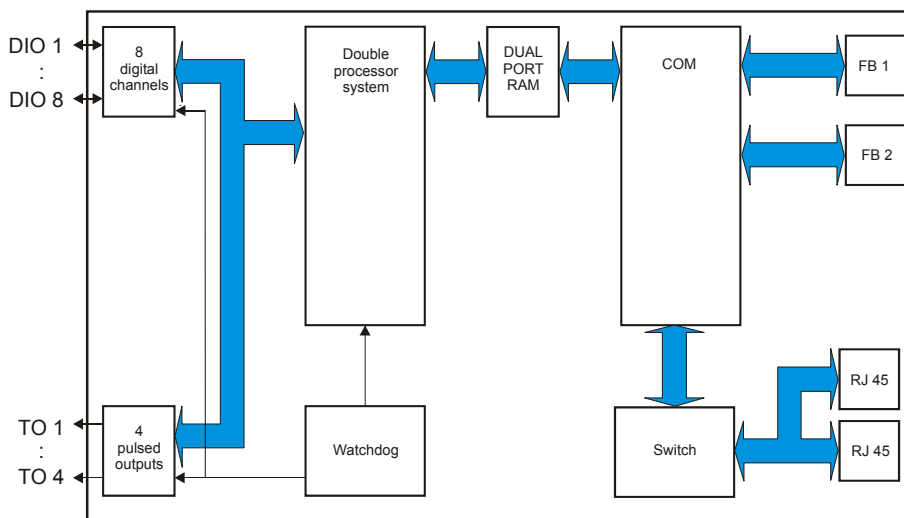 DIO 1
:
DIO 8
8
digital
channels
Double
processor
system
DUAL
PORT
RAM
COM
FB 1
FB 2
TO 1
:
TO 4
4
pulsed
outputs
Watchdog
Switch
RJ 45
RJ 45